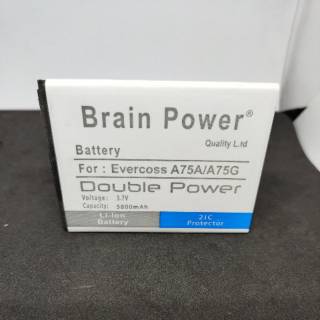 Brain Power®
Quality L.td
Battery
For : Evercoss A75A/A75G
Double Power
Voltage: 3.7V
Capacity: 5800mAh
Li-Ion
Battery
2IC
Protector